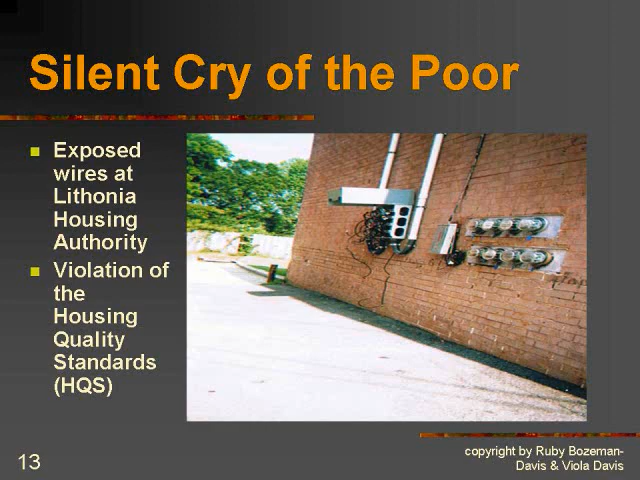 Silent Cry of the Poor
Exposed
wires at
Lithonia
Housing
Authority
Violation of
the
Housing
Quality
Standards
(HQS)
13
copyright by Ruby Bozeman-
Davis & Viola Davis